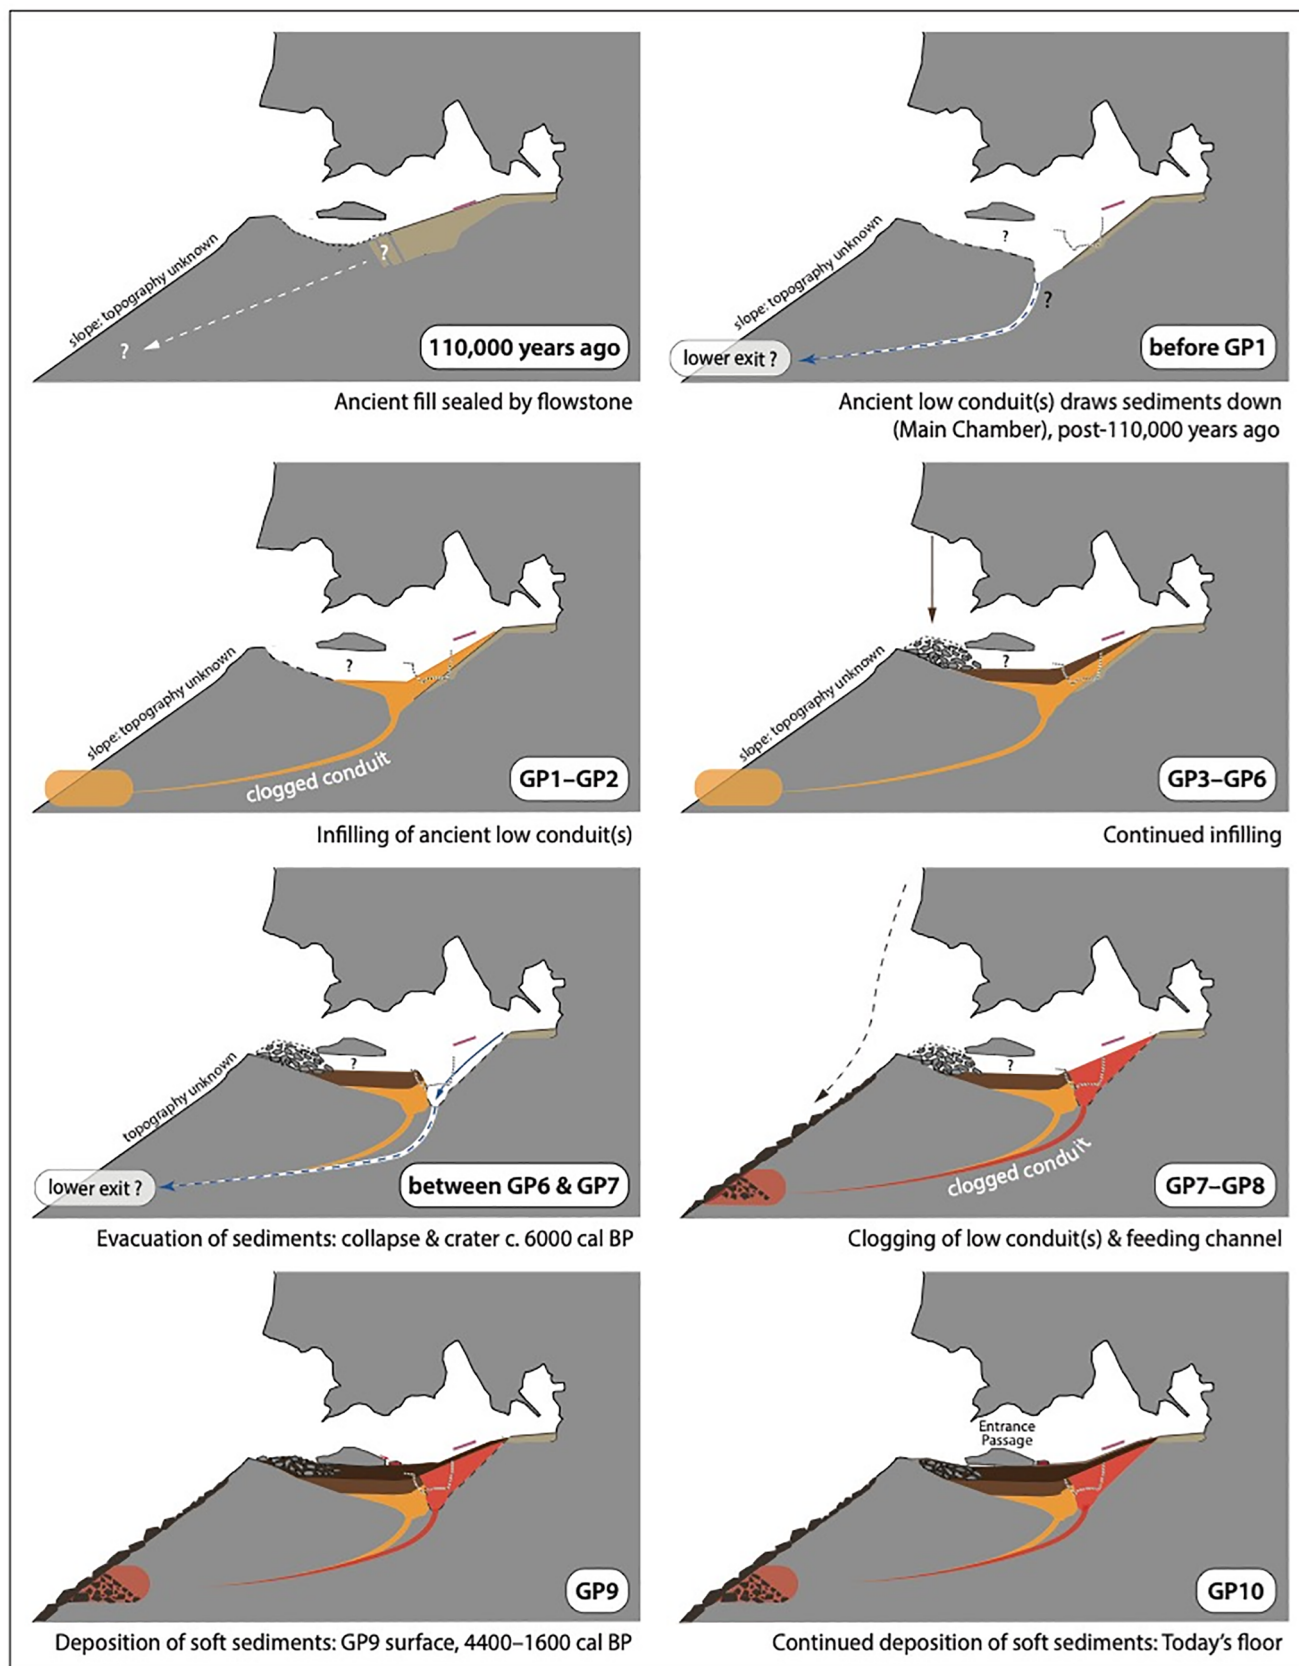 ?
slope: topography unknown
?
110,000 years ago
Ancient fill sealed by flowstone
?
slope: topography unknown
?
lower exit ?
before GP1
Ancient low conduit(s) draws sediments down
(Main Chamber), post-110,000 years ago
?
slope: topography unknown
clogged conduit
GP1–GP2
Infilling of ancient low conduit(s)
?
slope: topography unknown
GP3–GP6
Continued infilling
?
topography unknown
lower exit ?
between GP6 & GP7
Evacuation of sediments: collapse & crater c. 6000 cal BP
?
clogged conduit
GP7–GP8
Clogging of low conduit(s) & feeding channel
GP9
Deposition of soft sediments: GP9 surface, 4400–1600 cal BP
Entrance
Passage
GP10
Continued deposition of soft sediments: Today’s floor